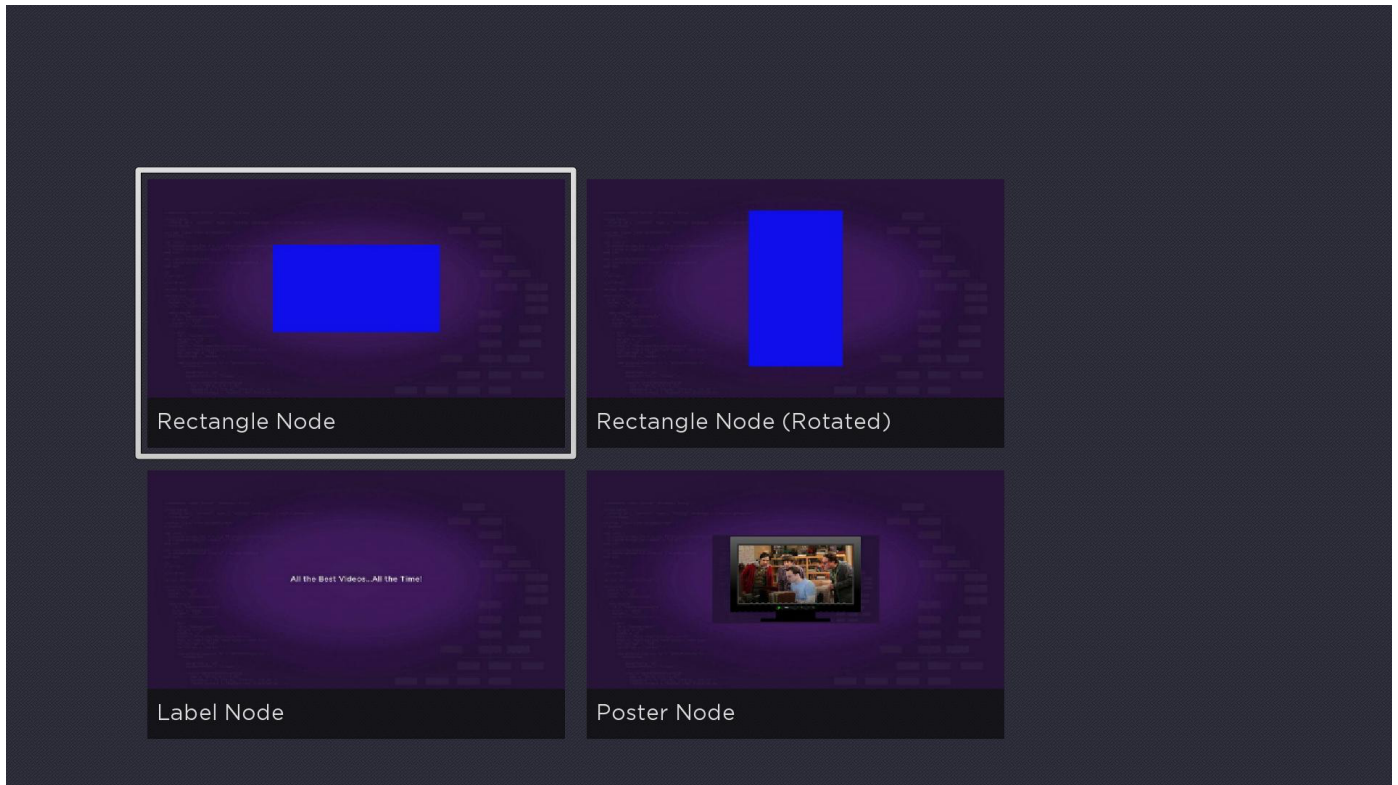 Rectangle Node
Rectangle Node (Rotated)
All the Best Videos...All the Time!
Label Node
Poster Node